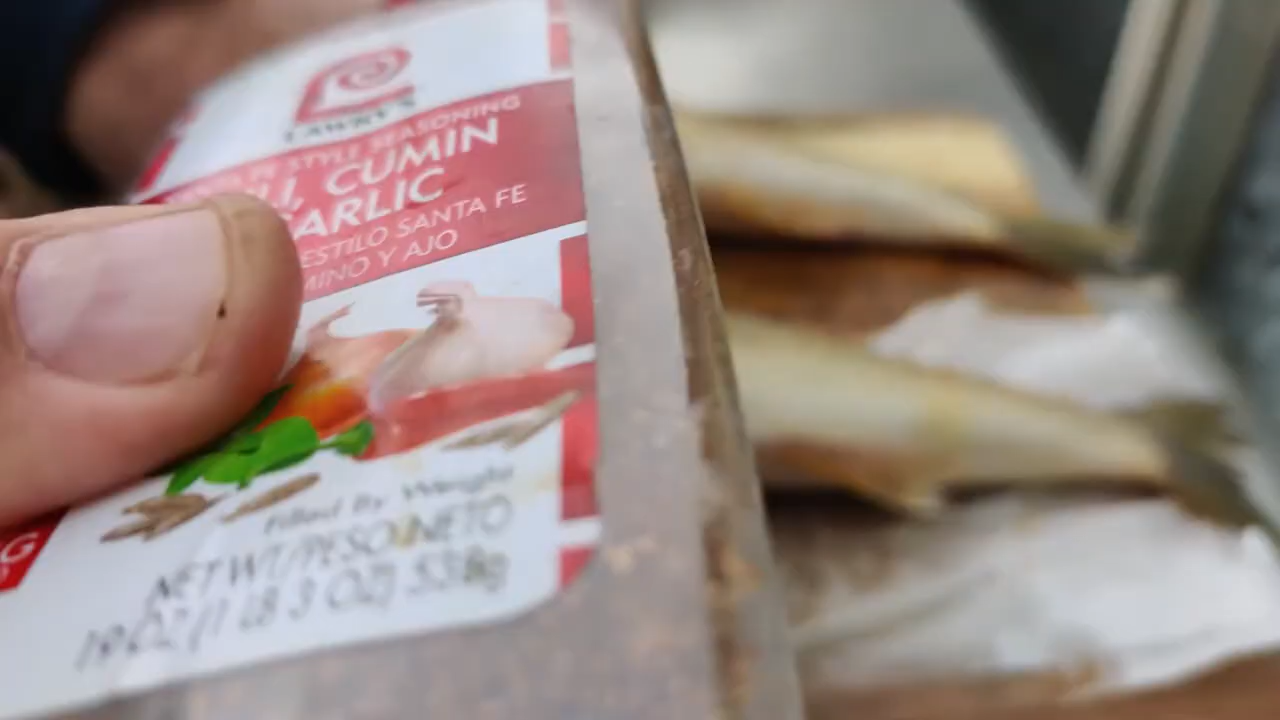 LAWRY'S
STYLE SEASONING
LI, CUMIN
GARLIC
ESTILO SANTA FE
MINO Y AJO
Filled By Weight
NET WT/PESO NETO
19 OZ (1 LB 3 OZ) 538g
G